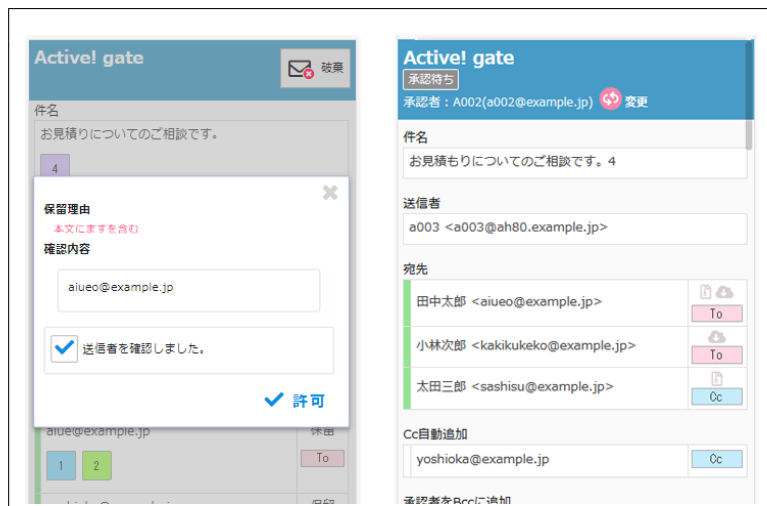 Active! gate
破棄
件名
お見積りについてのご相談です。
4
保留理由
本文にますを含む
確認内容
aiueo@example.jp
送信者を確認しました。
許可
aiue@example.jp
保留
1
2
To
Active! gate
承認待ち
承認者：A002(a002@example.jp) 変更
件名
お見積もりについてのご相談です。4
送信者
a003 <a003@ah80.example.jp>
宛先
田中太郎 <aiueo@example.jp>
To
小林次郎 <kakikukeko@example.jp>
To
太田三郎 <sashisu@example.jp>
Cc
Cc自動追加
yoshioka@example.jp
Cc
承認者をBccに追加